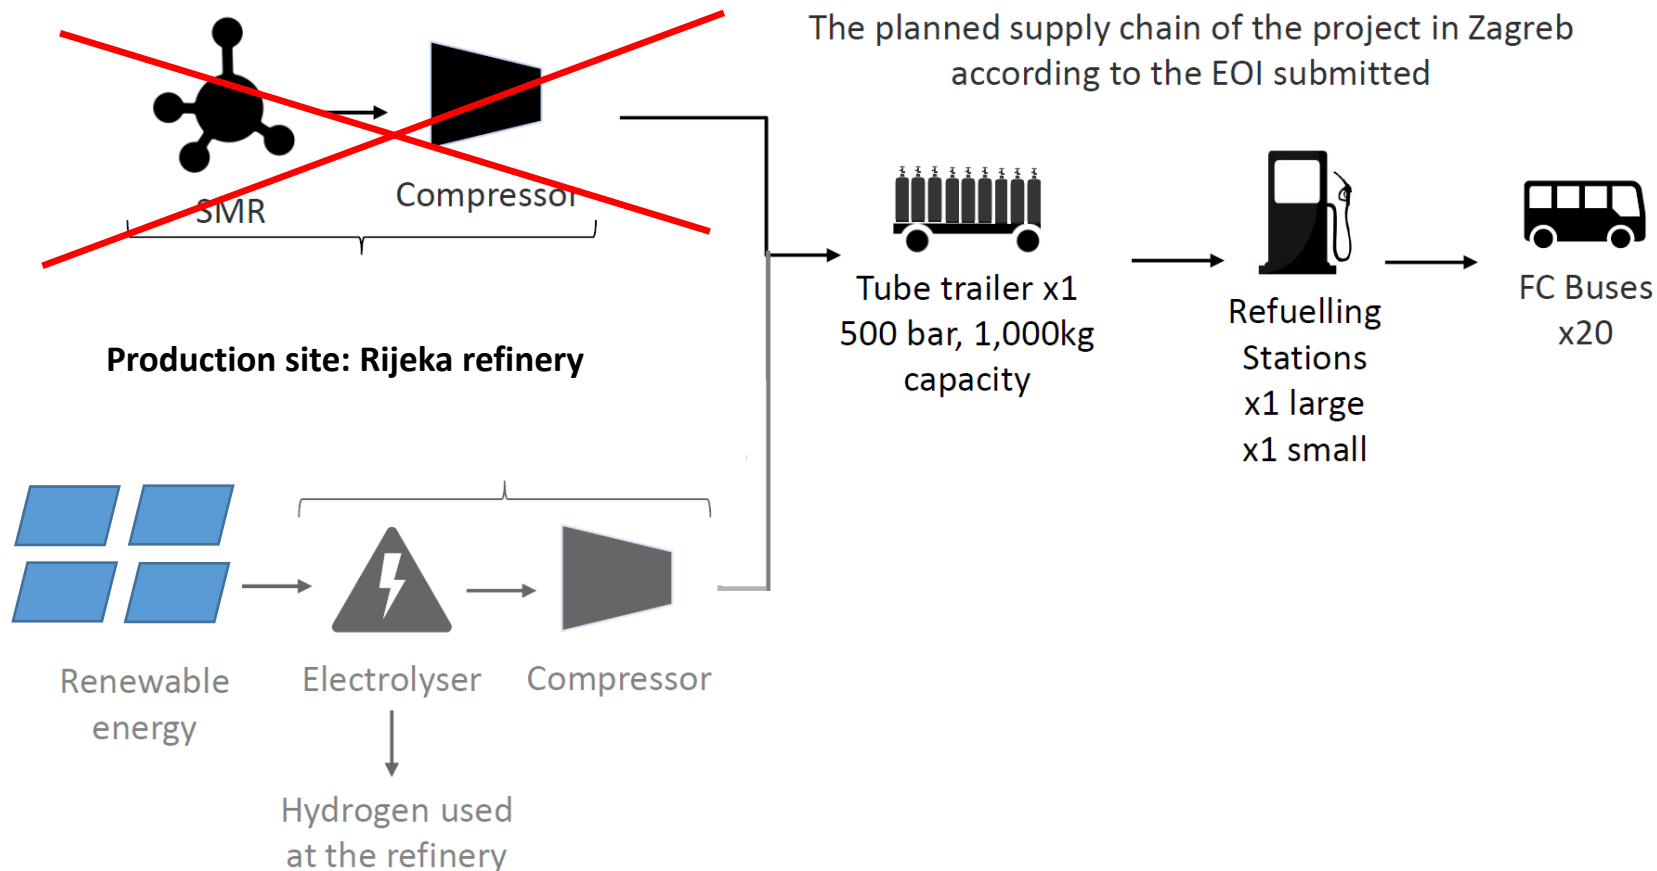 The planned supply chain of the project in Zagreb
according to the EOI submitted
SMR
Compressor
Production site: Rijeka refinery
Tube trailer x1
500 bar, 1,000kg
capacity
Refuelling
Stations
x1 large
x1 small
FC Buses
x20
Renewable
energy
Electrolyser
Compressor
Hydrogen used
at the refinery